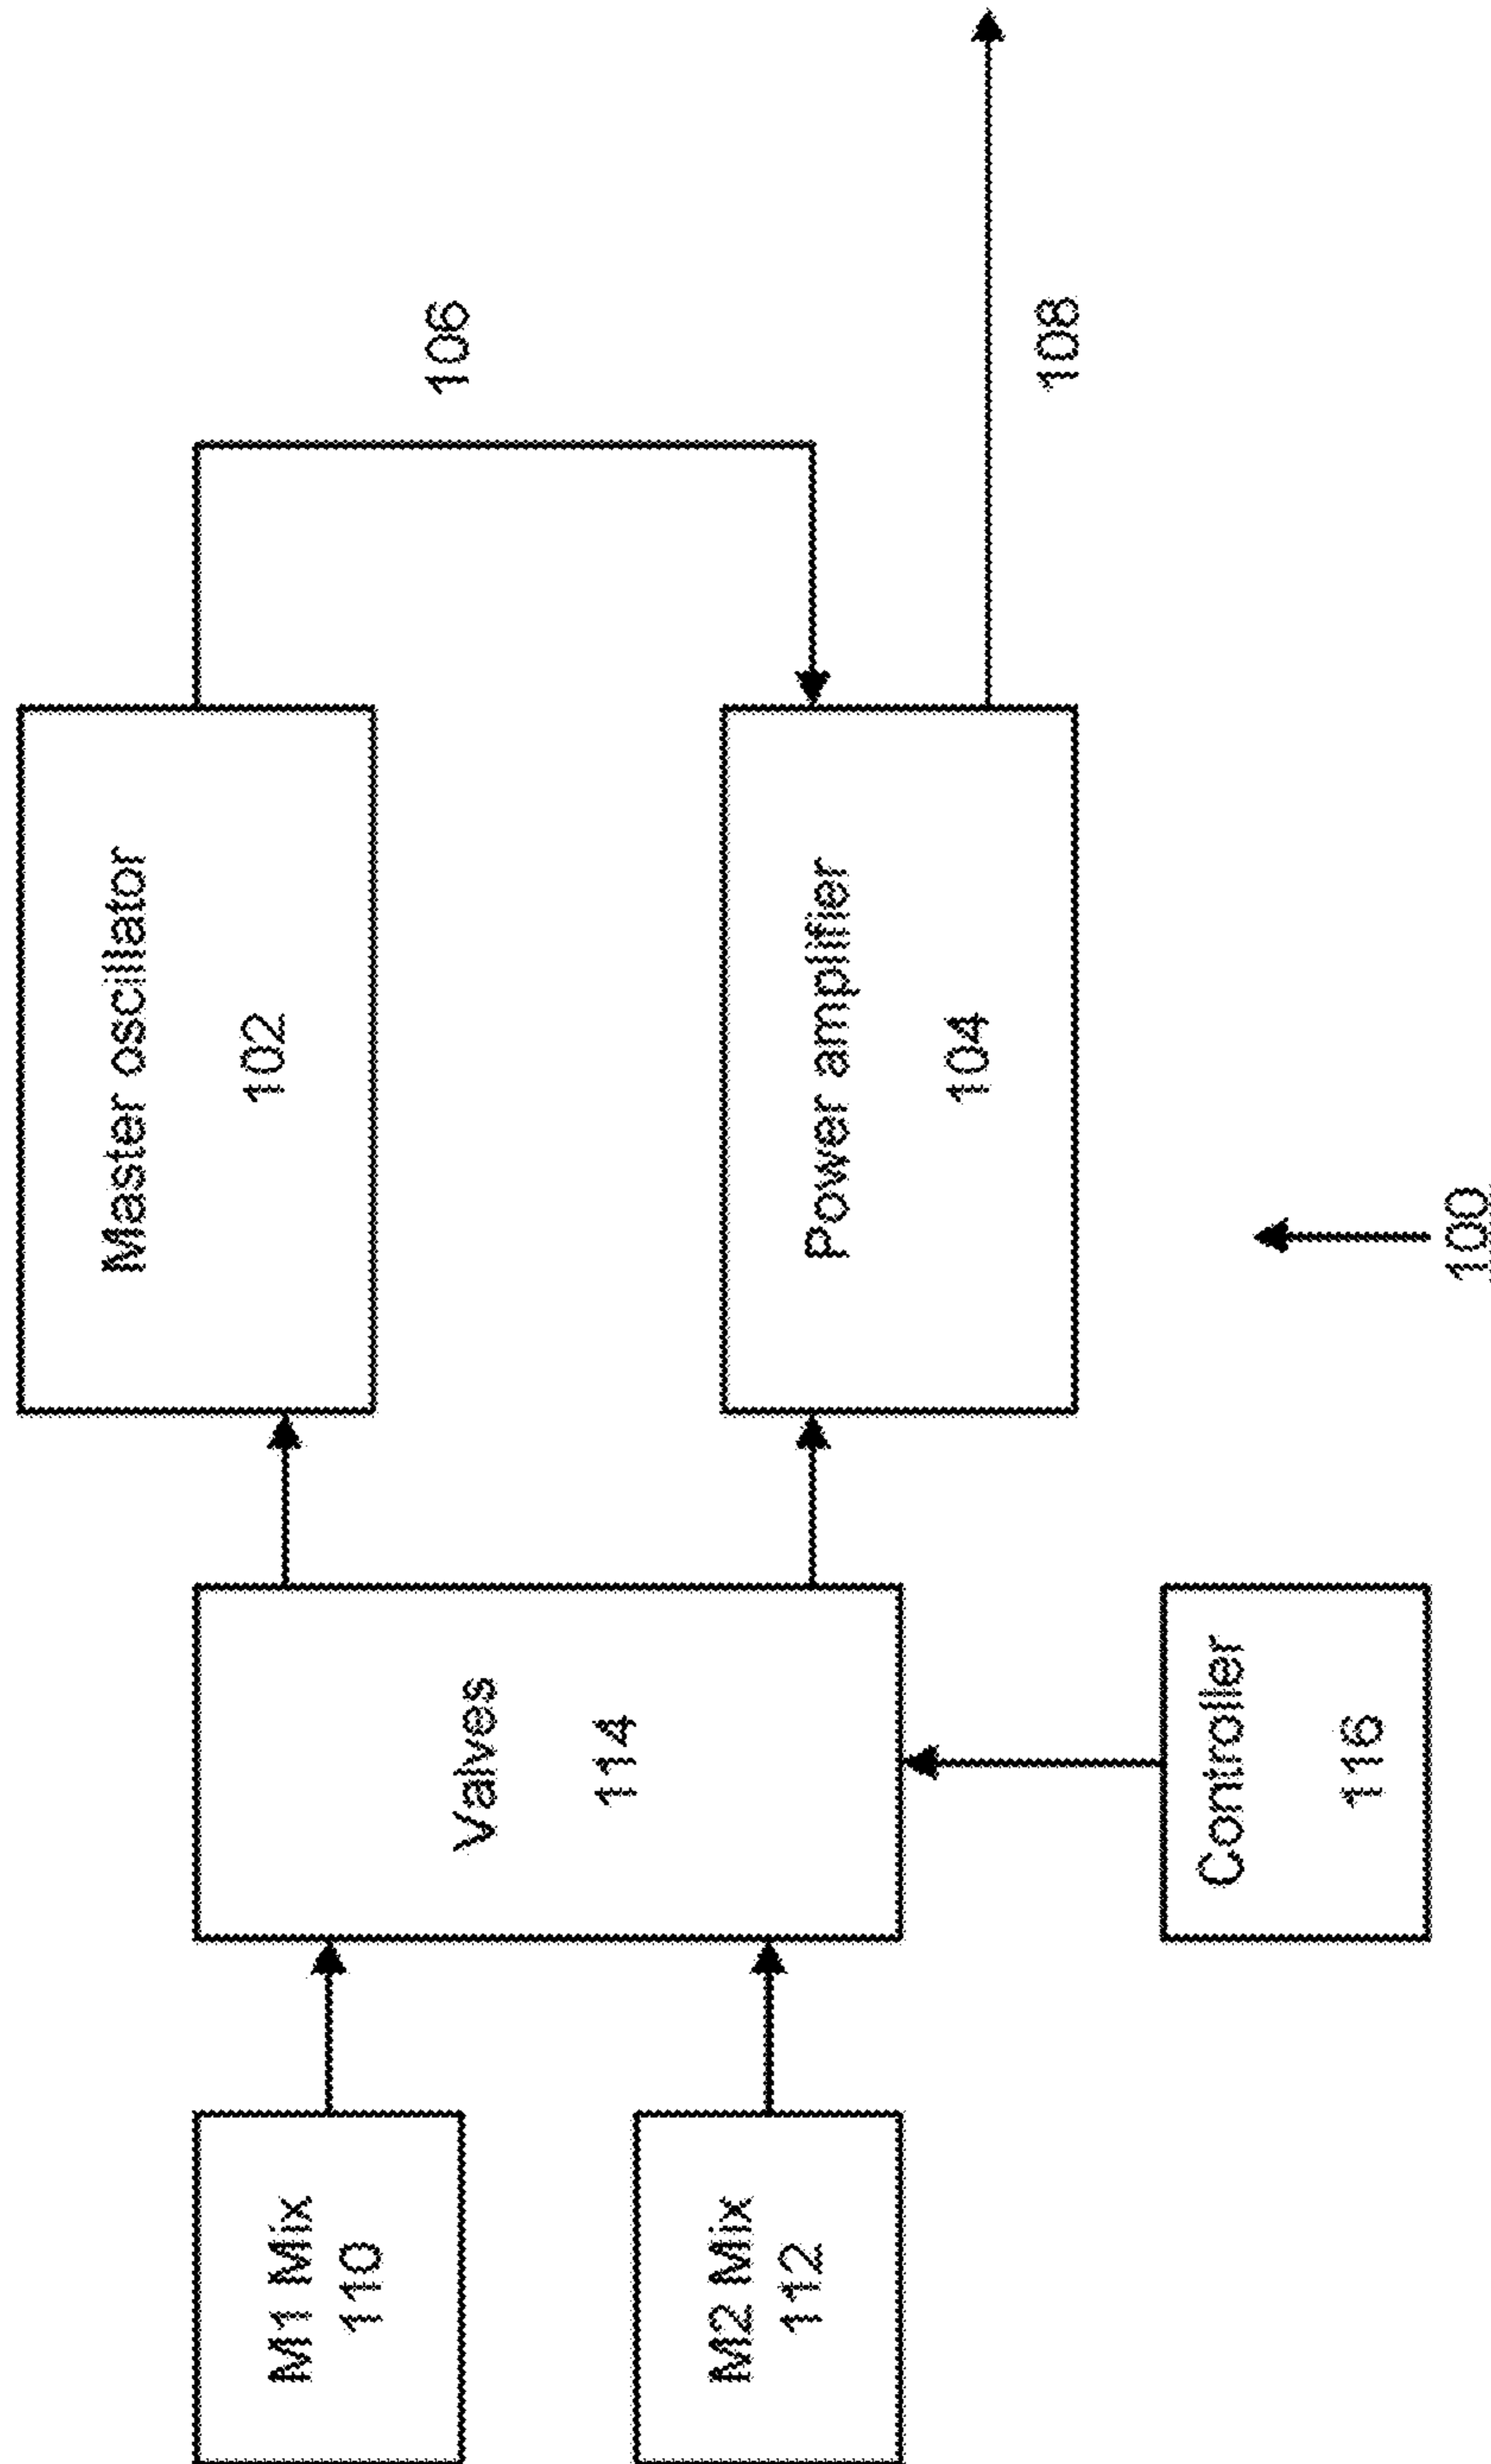 Master oscillator
102
106
Power amplifier
104
108
Valves
114
M1 Mix
110
M2 Mix
112
Controller
116
100